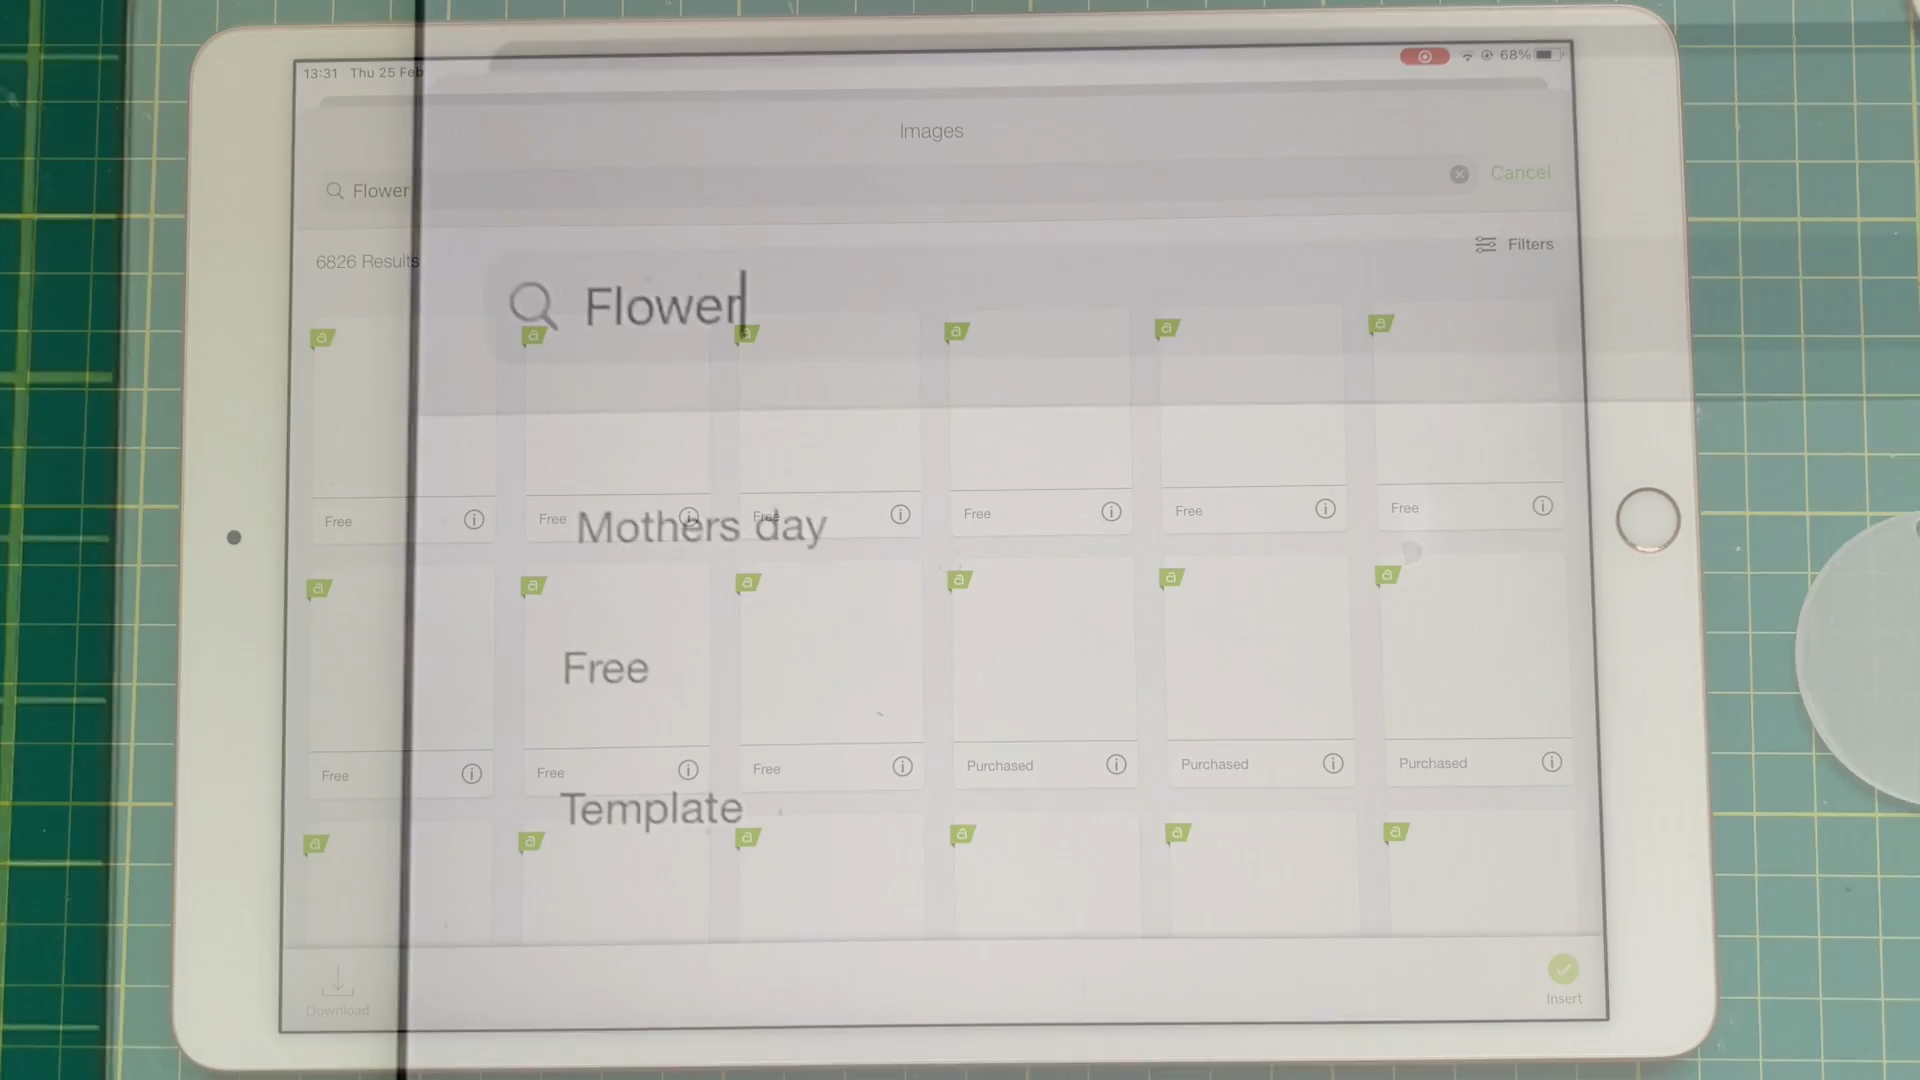 13:31 Thu 25 Feb
68%
Images
Flower
Cancel
6826 Results
Filters
Flower
a a a a a a
Free Free Free Free Free Free
Mothers day
a a a a a a
Free
Free Free Free Purchased Purchased Purchased
Template
a a a a a a
Download
Insert